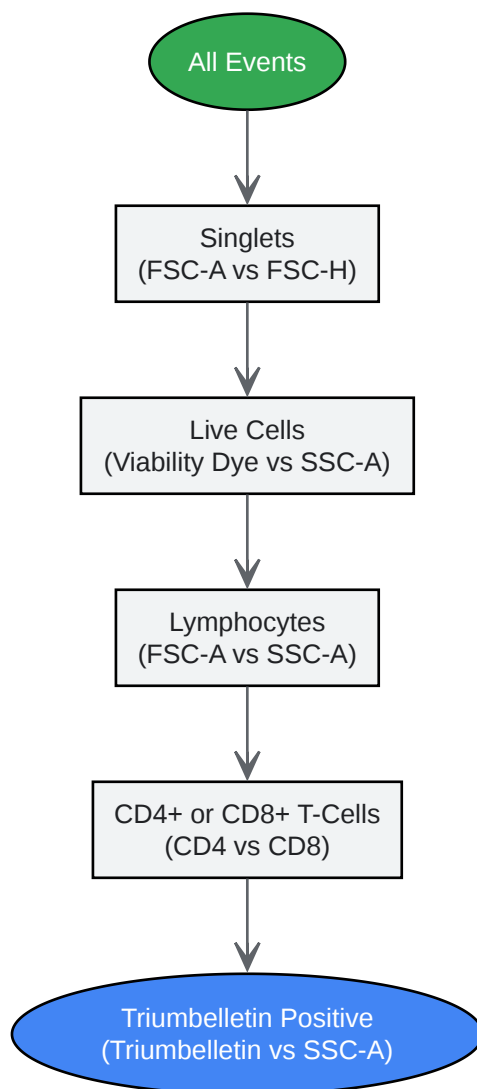 All Events
Singlets
(FSC-A vs FSC-H)
Live Cells
(Viability Dye vs SSC-A)
Lymphocytes
(FSC-A vs SSC-A)
CD4+ or CD8+ T-Cells
(CD4 vs CD8)
Triumbelletin Positive
(Triumbelletin vs SSC-A)